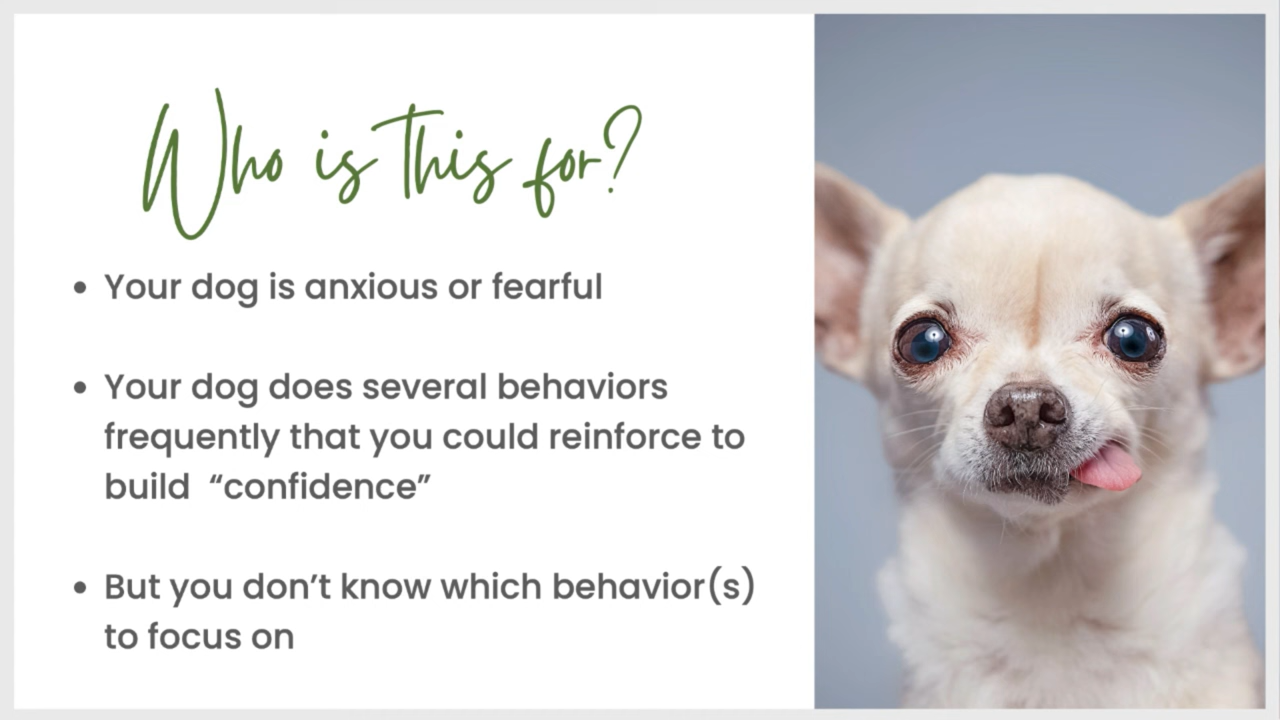 Who is this for?
• Your dog is anxious or fearful
• Your dog does several behaviors
frequently that you could reinforce to
build “confidence”
• But you don’t know which behavior(s)
to focus on